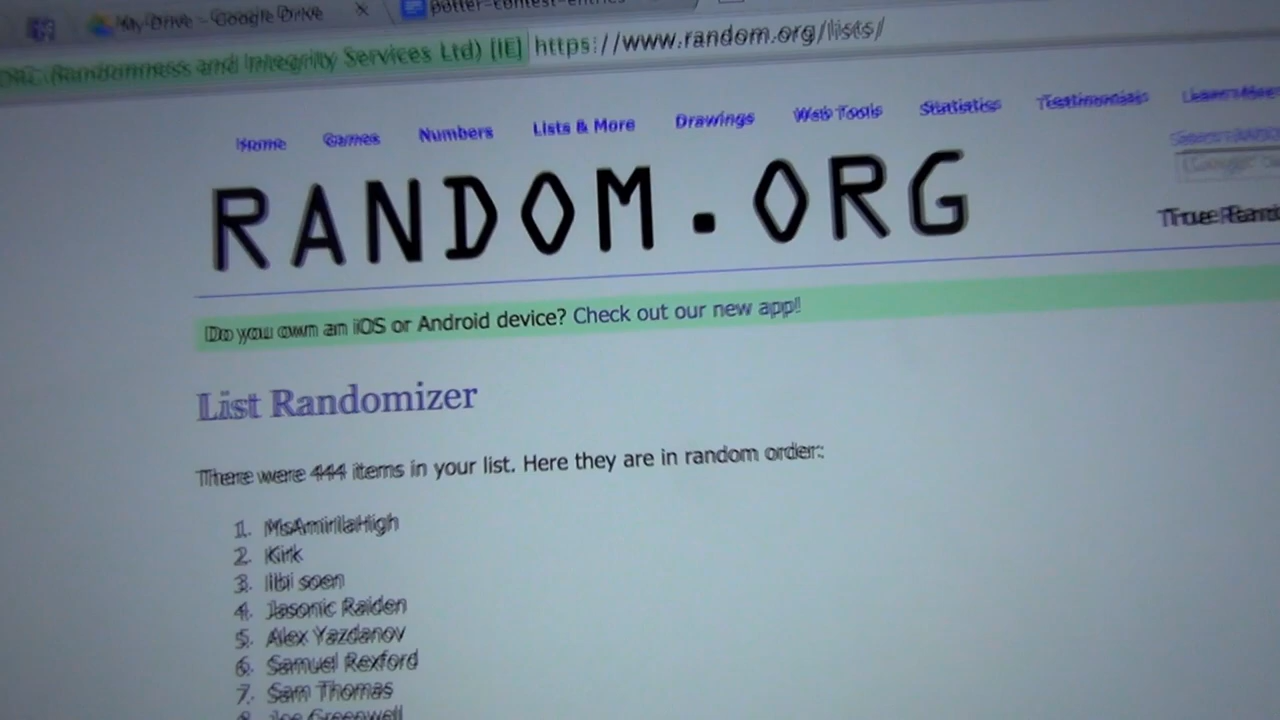 My Drive - Google Drive
potter-contest-entries
Randomness and Integrity Services Ltd) [IE] https://www.random.org/lists/
Home Games Numbers Lists & More Drawings Web Tools Statistics Testimonials Learn More
RANDOM.ORG
True Rand
Do you own an iOS or Android device? Check out our new app!
List Randomizer
There were 444 items in your list. Here they are in random order:
1. MsAmirilaHigh
2. Kirk
3. libi soen
4. Jasonic Raiden
5. Alex Yazdanov
6. Samuel Rexford
7. Sam Thomas
8. Joe Greenwell